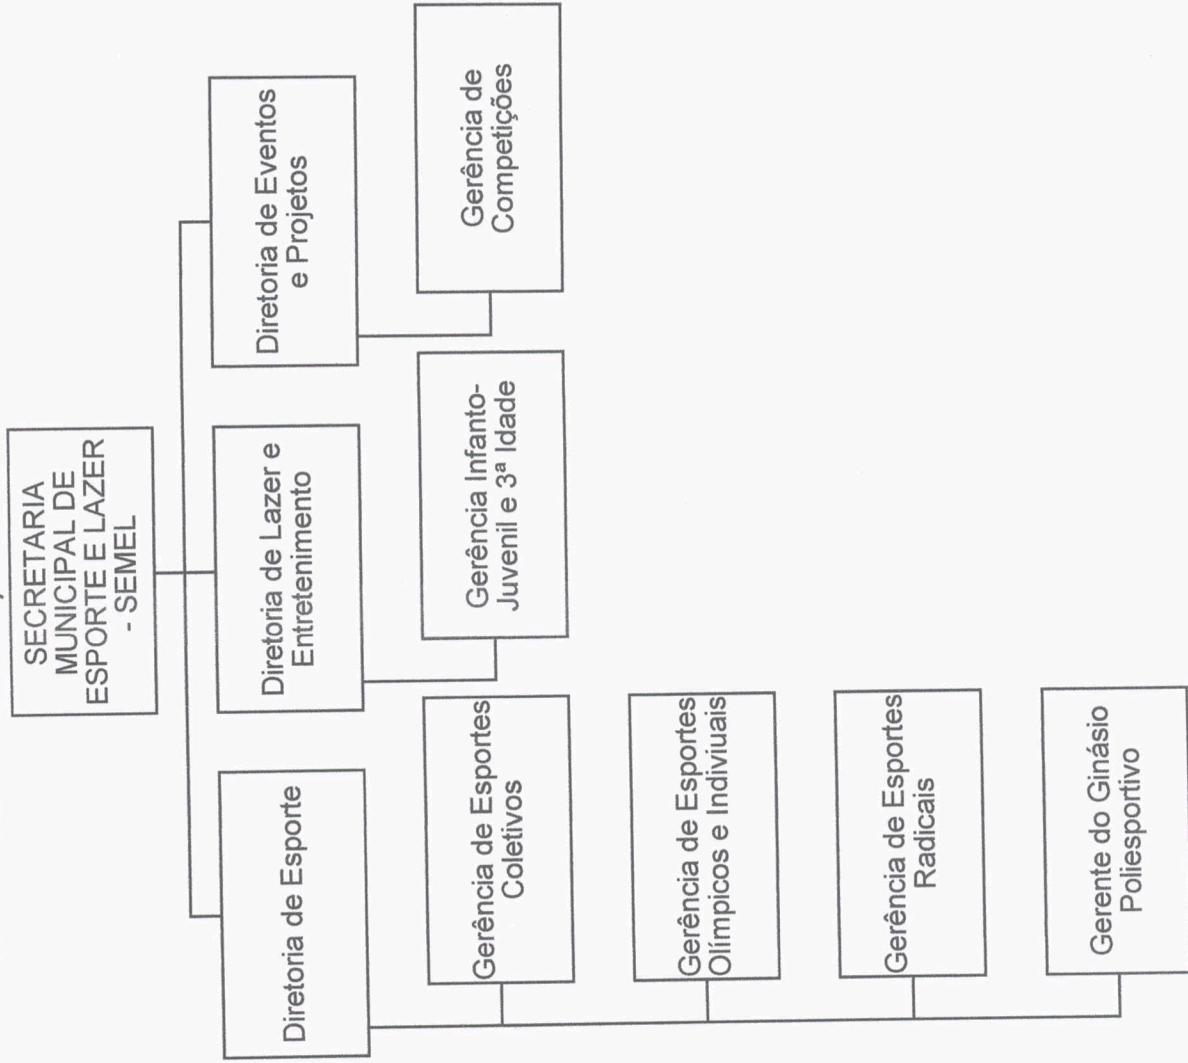 SECRETARIA
MUNICIPAL DE
ESPORTE E LAZER
- SEMEL
Diretoria de Esporte
Diretoria de Lazer e
Entretenimento
Diretoria de Eventos
e Projetos
Gerência de Esportes
Coletivos
Gerência Infanto-
Juvenil e 3ª Idade
Gerência de
Competições
Gerência de Esportes
Olímpicos e Indiviuais
Gerência de Esportes
Radicais
Gerente do Ginásio
Poliesportivo